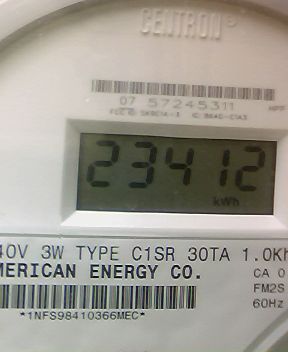 CENTRON®
07 57245311
23412
kWh
40V 3W TYPE C1SR 30TA 1.0Kh
MERICAN ENERGY CO.
CA 0
FM2S
60Hz
*1NFS98410366MEC*